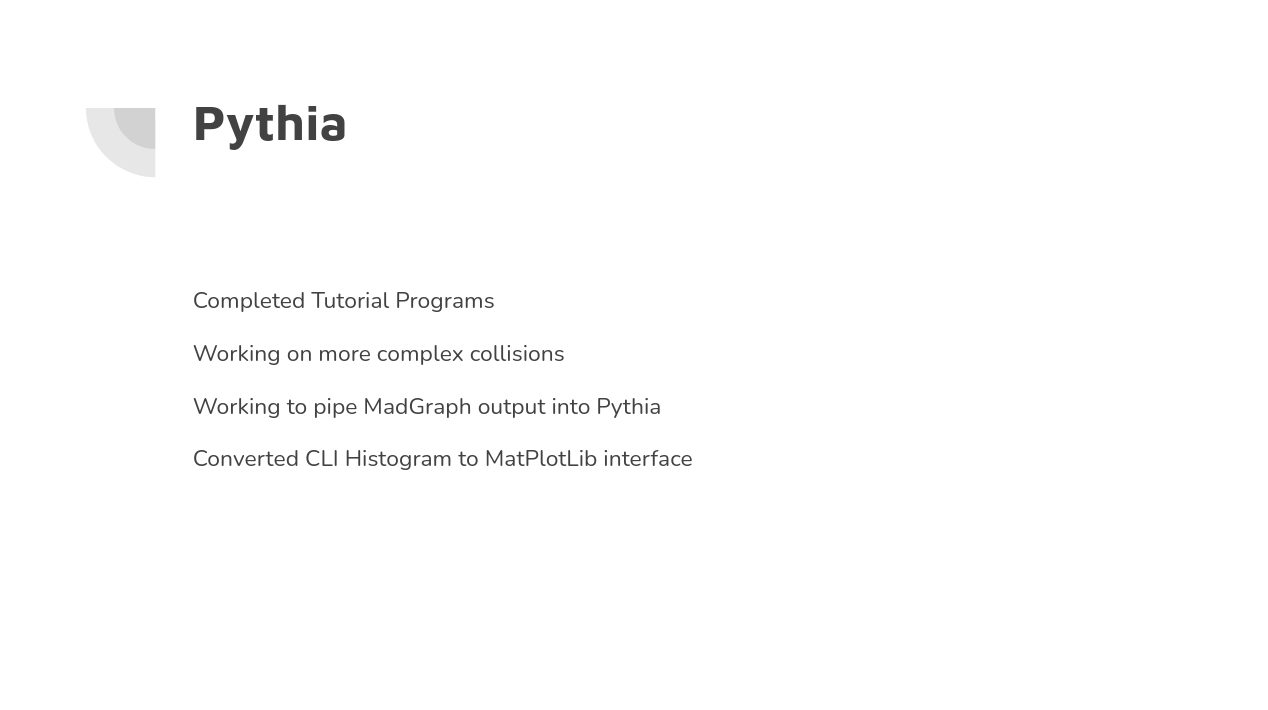 Pythia
Completed Tutorial Programs
Working on more complex collisions
Working to pipe MadGraph output into Pythia
Converted CLI Histogram to MatPlotLib interface